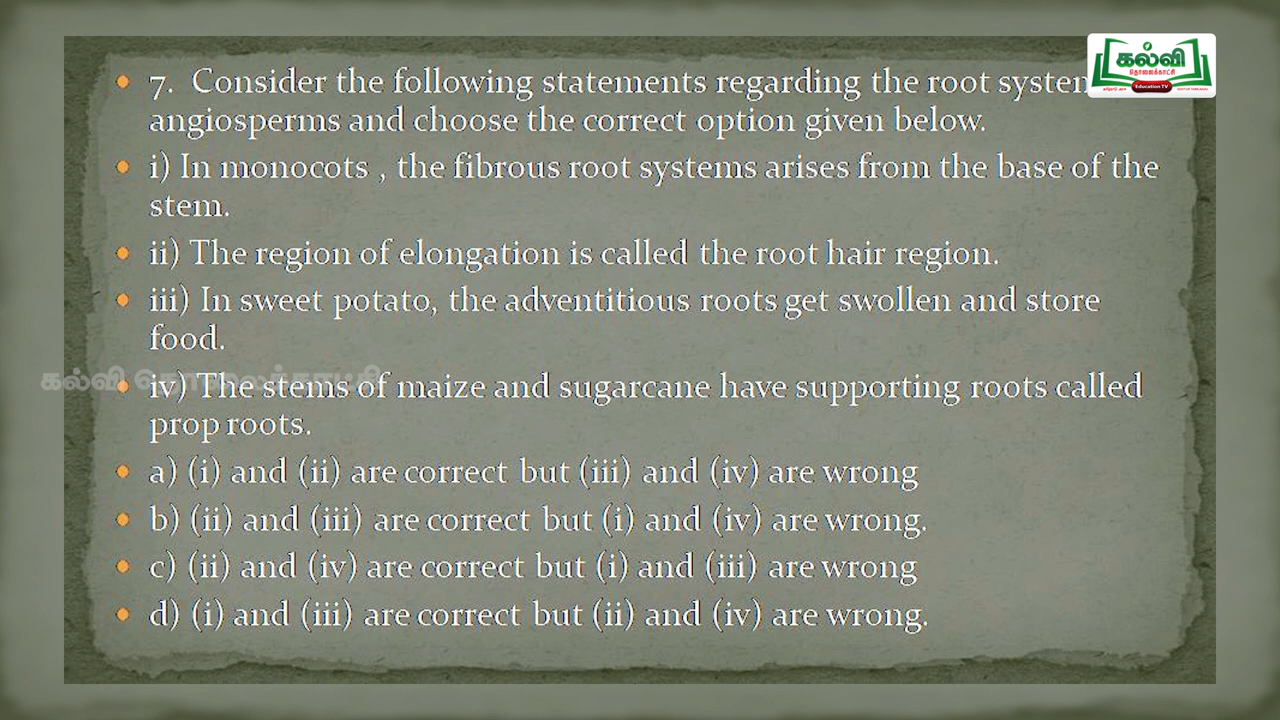 கல்வி
தொலைக்காட்சி
Education TV
7. Consider the following statements regarding the root system
angiosperms and choose the correct option given below.
i) In monocots , the fibrous root systems arises from the base of the
stem.
ii) The region of elongation is called the root hair region.
iii) In sweet potato, the adventitious roots get swollen and store
food.
கல்வி தொலைக்காட்சி
iv) The stems of maize and sugarcane have supporting roots called
prop roots.
a) (i) and (ii) are correct but (iii) and (iv) are wrong
b) (ii) and (iii) are correct but (i) and (iv) are wrong.
c) (ii) and (iv) are correct but (i) and (iii) are wrong
d) (i) and (iii) are correct but (ii) and (iv) are wrong.